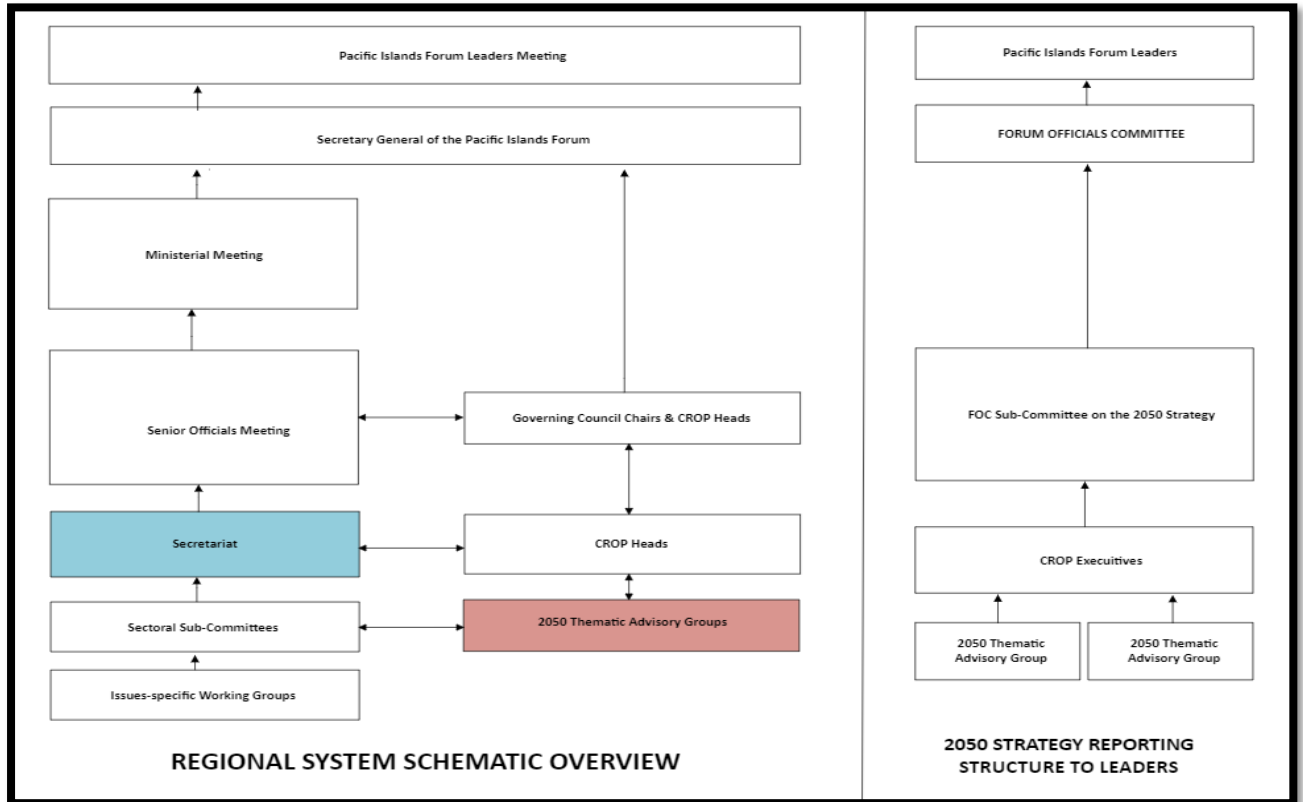 Pacific Islands Forum Leaders Meeting
Secretary General of the Pacific Islands Forum
Ministerial Meeting
Senior Officials Meeting
Governing Council Chairs & CROP Heads
Secretariat
CROP Heads
Sectoral Sub-Committees
2050 Thematic Advisory Groups
Issues-specific Working Groups
REGIONAL SYSTEM SCHEMATIC OVERVIEW
Pacific Islands Forum Leaders
FORUM OFFICIALS COMMITTEE
FOC Sub-Committee on the 2050 Strategy
CROP Execuitives
2050 Thematic
Advisory Group
2050 Thematic
Advisory Group
2050 STRATEGY REPORTING
STRUCTURE TO LEADERS